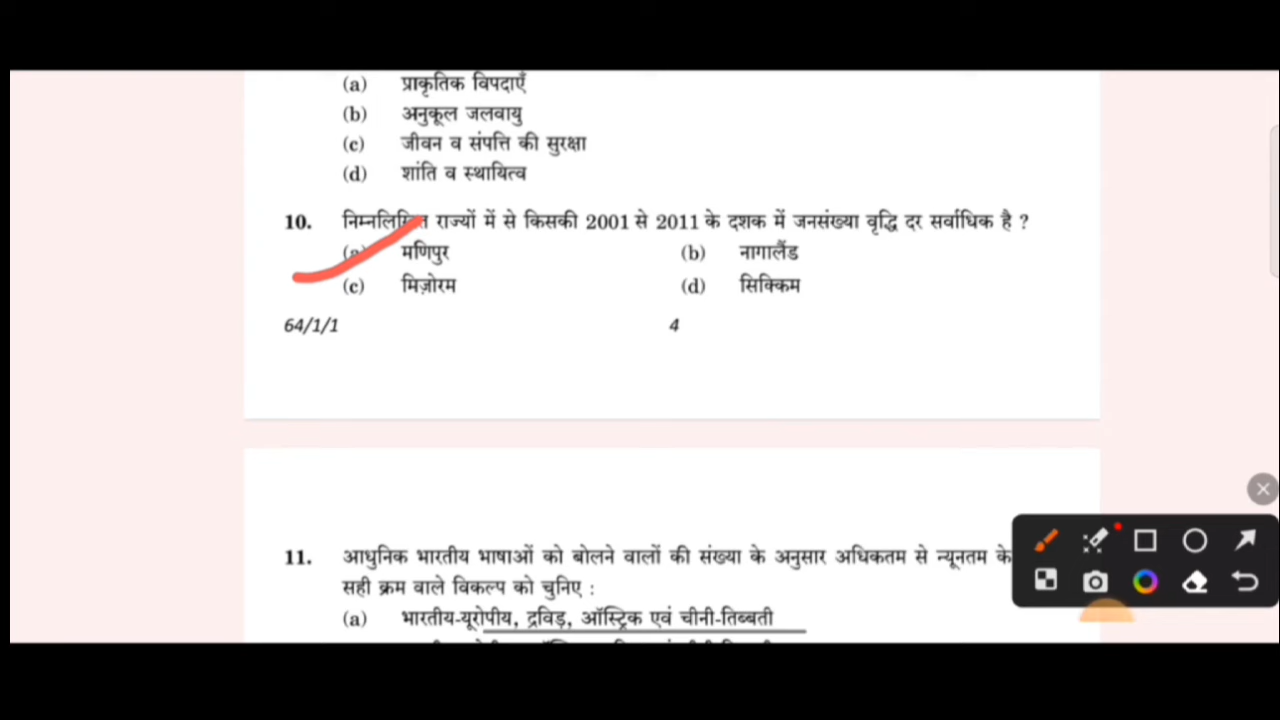 (a) प्राकृतिक विपदाएँ
(b) अनुकूल जलवायु
(c) जीवन व संपत्ति की सुरक्षा
(d) शांति व स्थायित्व
10. निम्नलिखित राज्यों में से किसकी 2001 से 2011 के दशक में जनसंख्या वृद्धि दर सर्वाधिक है ?
(a) मणिपुर (b) नागालैंड
(c) मिज़ोरम (d) सिक्किम
64/1/1 4
11. आधुनिक भारतीय भाषाओं को बोलने वालों की संख्या के अनुसार अधिकतम से न्यूनतम के
सही क्रम वाले विकल्प को चुनिए :
(a) भारतीय-यूरोपीय, द्रविड़, ऑस्ट्रिक एवं चीनी-तिब्बती